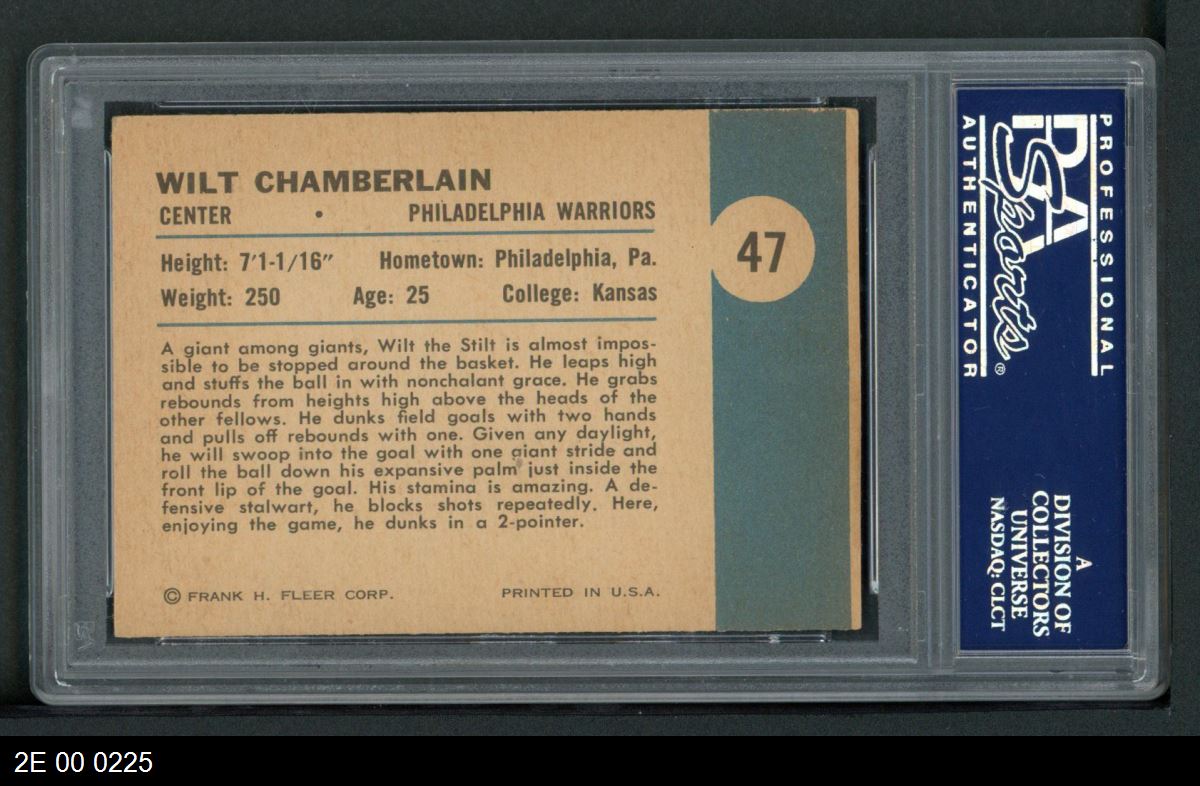 WILT CHAMBERLAIN
CENTER • PHILADELPHIA WARRIORS
Height: 7'1-1/16" Hometown: Philadelphia, Pa.
Weight: 250 Age: 25 College: Kansas
A giant among giants, Wilt the Stilt is almost impos-
sible to be stopped around the basket. He leaps high
and stuffs the ball in with nonchalant grace. He grabs
rebounds from heights high above the heads of the
other fellows. He dunks field goals with two hands
and pulls off rebounds with one. Given any daylight,
he will swoop into the goal with one giant stride and
roll the ball down his expansive palm just inside the
front lip of the goal. His stamina is amazing. A de-
fensive stalwart, he blocks shots repeatedly. Here,
enjoying the game, he dunks in a 2-pointer.
© FRANK H. FLEER CORP. PRINTED IN U.S.A.
47
PROFESSIONAL
PSA
Sports®
AUTHENTICATOR
A
DIVISION OF
COLLECTORS
UNIVERSE
NASDAQ: CLCT
2E 00 0225